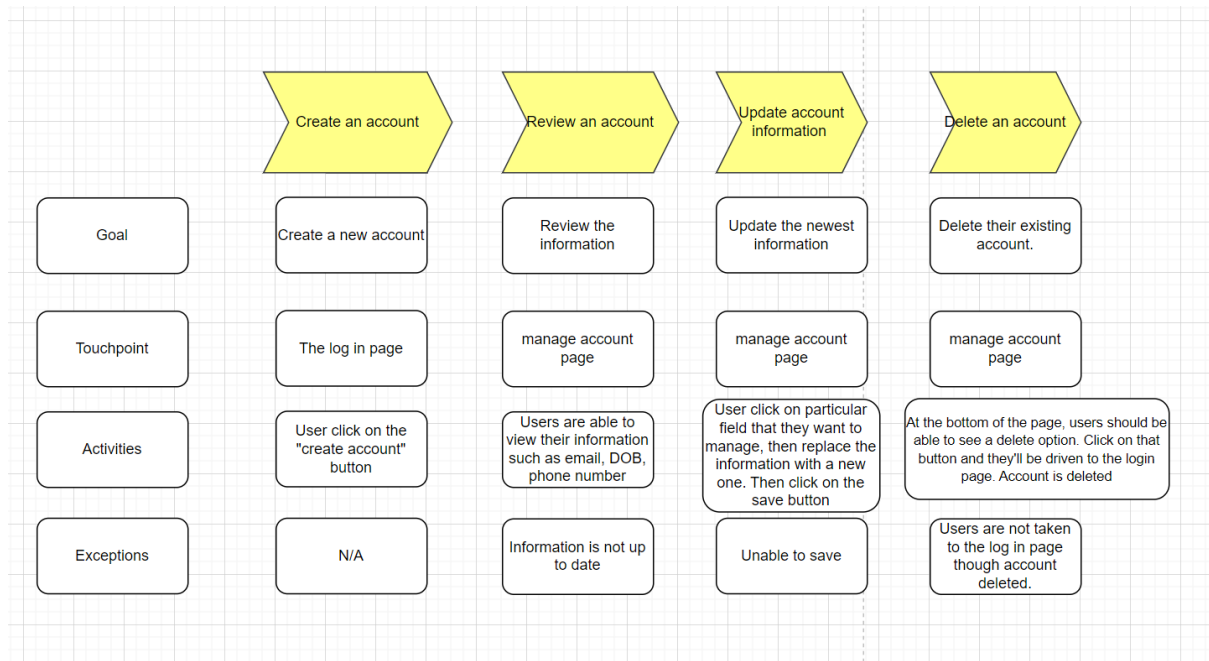 Create an account
Review an account
Update account
information
Delete an account
Goal
Create a new account
Review the
information
Update the newest
information
Delete their existing
account.
Touchpoint
The log in page
manage account
page
manage account
page
manage account
page
Activities
User click on the
"create account"
button
Users are able to
view their information
such as email, DOB,
phone number
User click on particular
field that they want to
manage, then replace the
information with a new
one. Then click on the
save button
At the bottom of the page, users should be
able to see a delete option. Click on that
button and they'll be driven to the login
page. Account is deleted
Exceptions
N/A
Information is not up
to date
Unable to save
Users are not taken
to the log in page
though account
deleted.